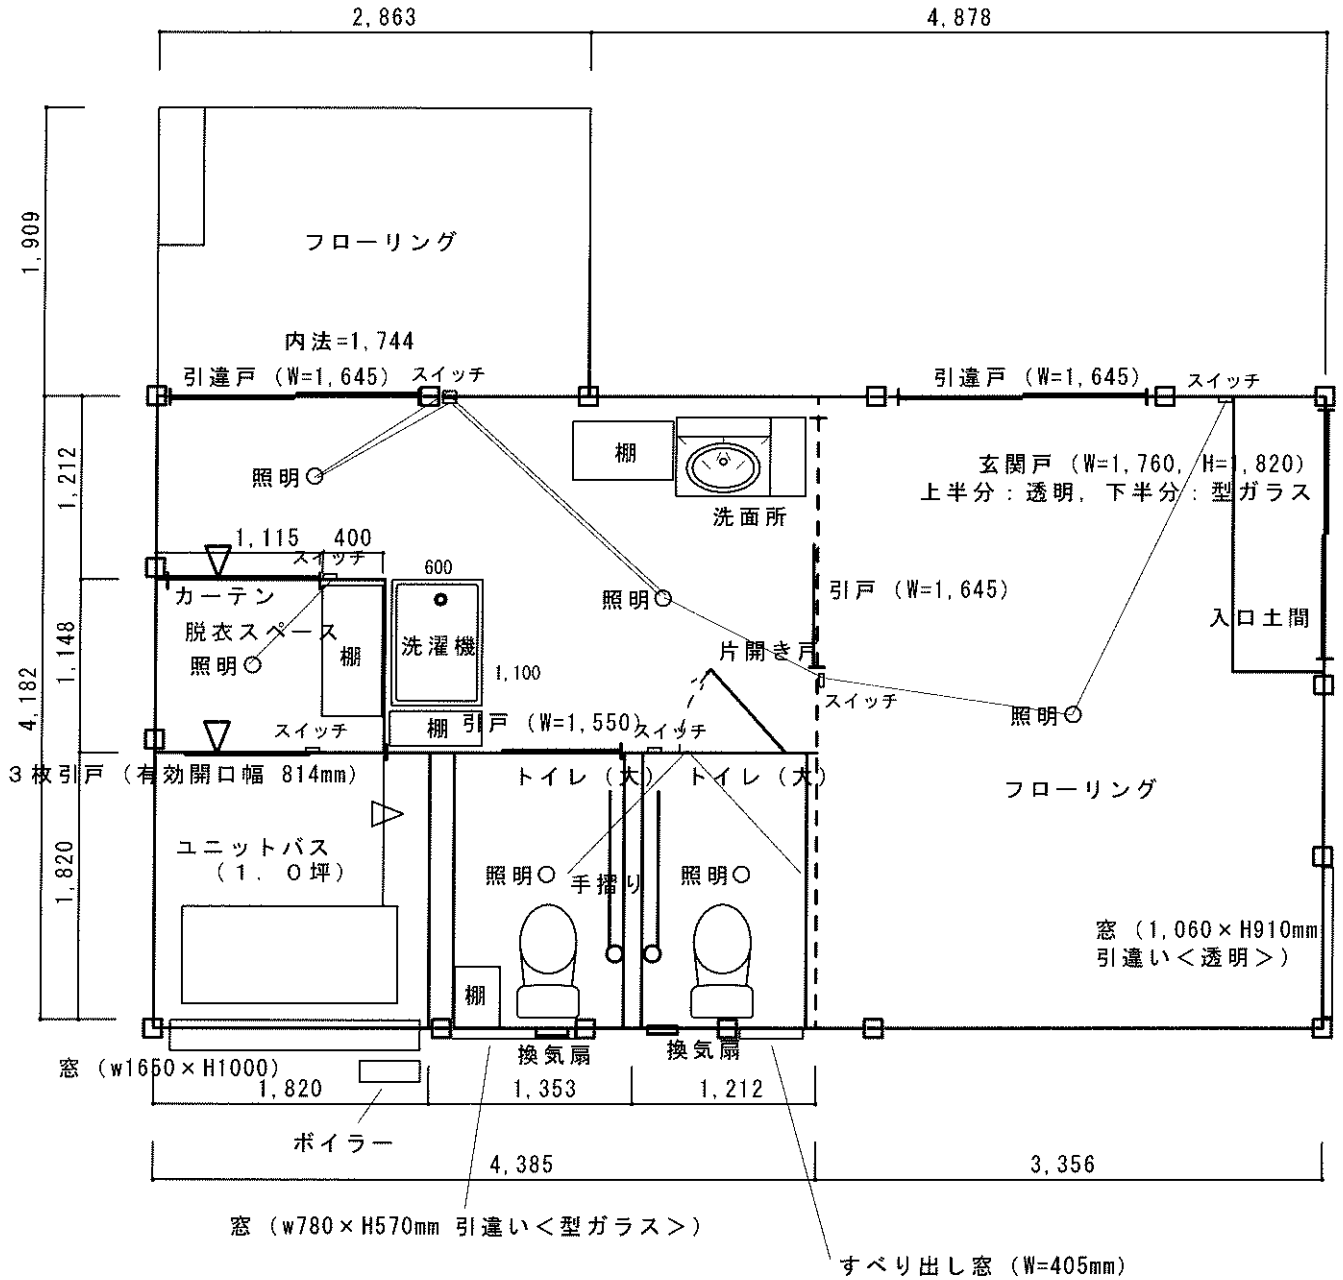 2,863
4,878
1,909
フローリング
内法=1,744
引違戸（W=1,645）
スイッチ
引違戸（W=1,645）
スイッチ
1,212
照明
棚
玄関戸（W=1,760, H=1,820）
上半分：透明, 下半分：型ガラス
洗面所
1,115
400
スイッチ
600
カーテン
照明
引戸（W=1,645）
入口土間
脱衣スペース
照明
棚
洗濯機
片開き戸
1,148
1,100
4,182
スイッチ
棚
引戸（W=1,550）
スイッチ
スイッチ
照明
3枚引戸（有効開口幅 814mm）
トイレ（大）
トイレ（大）
フローリング
ユニットバス
（1．0坪）
1,820
照明
手摺り
照明
窓（1,060×H910mm
引違い＜透明＞）
棚
換気扇
換気扇
窓（w1650×H1000）
1,820
1,353
1,212
ボイラー
4,385
3,356
窓（w780×H570mm 引違い＜型ガラス＞）
すべり出し窓（W=405mm）